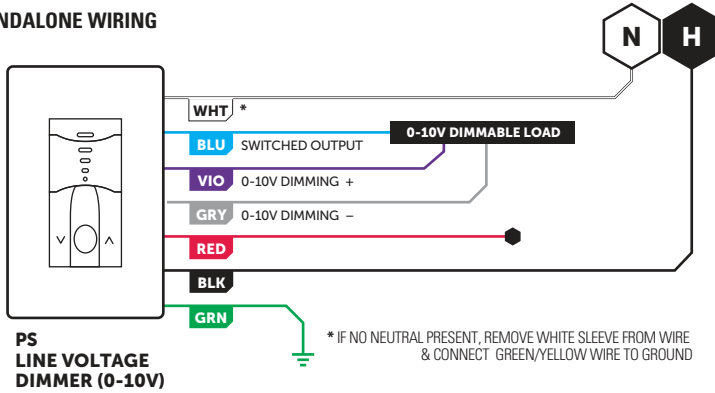 NDALONE WIRING
N H
WHT *
BLU SWITCHED OUTPUT
0-10V DIMMABLE LOAD
VIO 0-10V DIMMING +
GRY 0-10V DIMMING –
RED
BLK
GRN
* IF NO NEUTRAL PRESENT, REMOVE WHITE SLEEVE FROM WIRE
& CONNECT GREEN/YELLOW WIRE TO GROUND
PS
LINE VOLTAGE
DIMMER (0-10V)